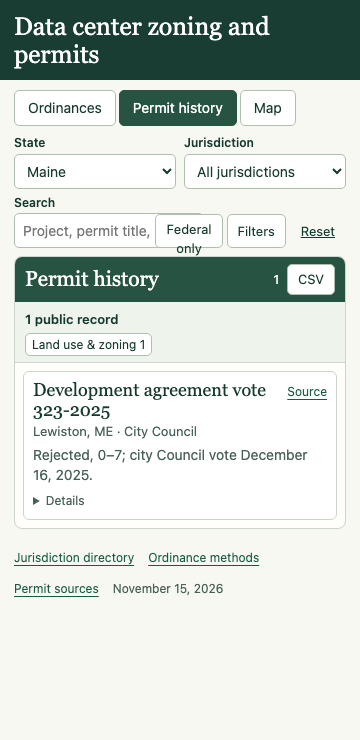 Data center zoning and
permits
Ordinances
Permit history
Map
State
Jurisdiction
Maine
All jurisdictions
Search
Project, permit title,
Federal
only
Filters
Reset
Permit history
1
CSV
1 public record
Land use & zoning 1
Development agreement vote
323-2025
Source
Lewiston, ME · City Council
Rejected, 0–7; city Council vote December
16, 2025.
Details
Jurisdiction directory
Ordinance methods
Permit sources
November 15, 2026